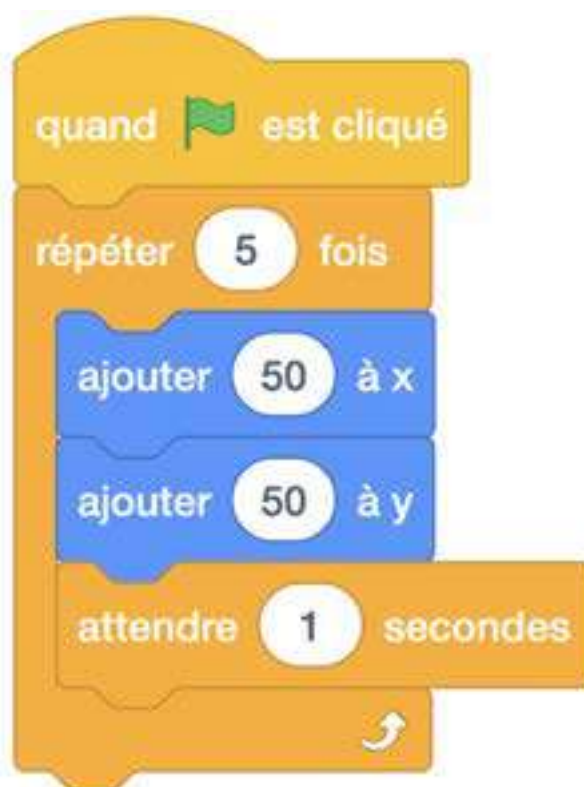 quand est cliqué
répéter 5 fois
ajouter 50 à x
ajouter 50 à y
attendre 1 secondes